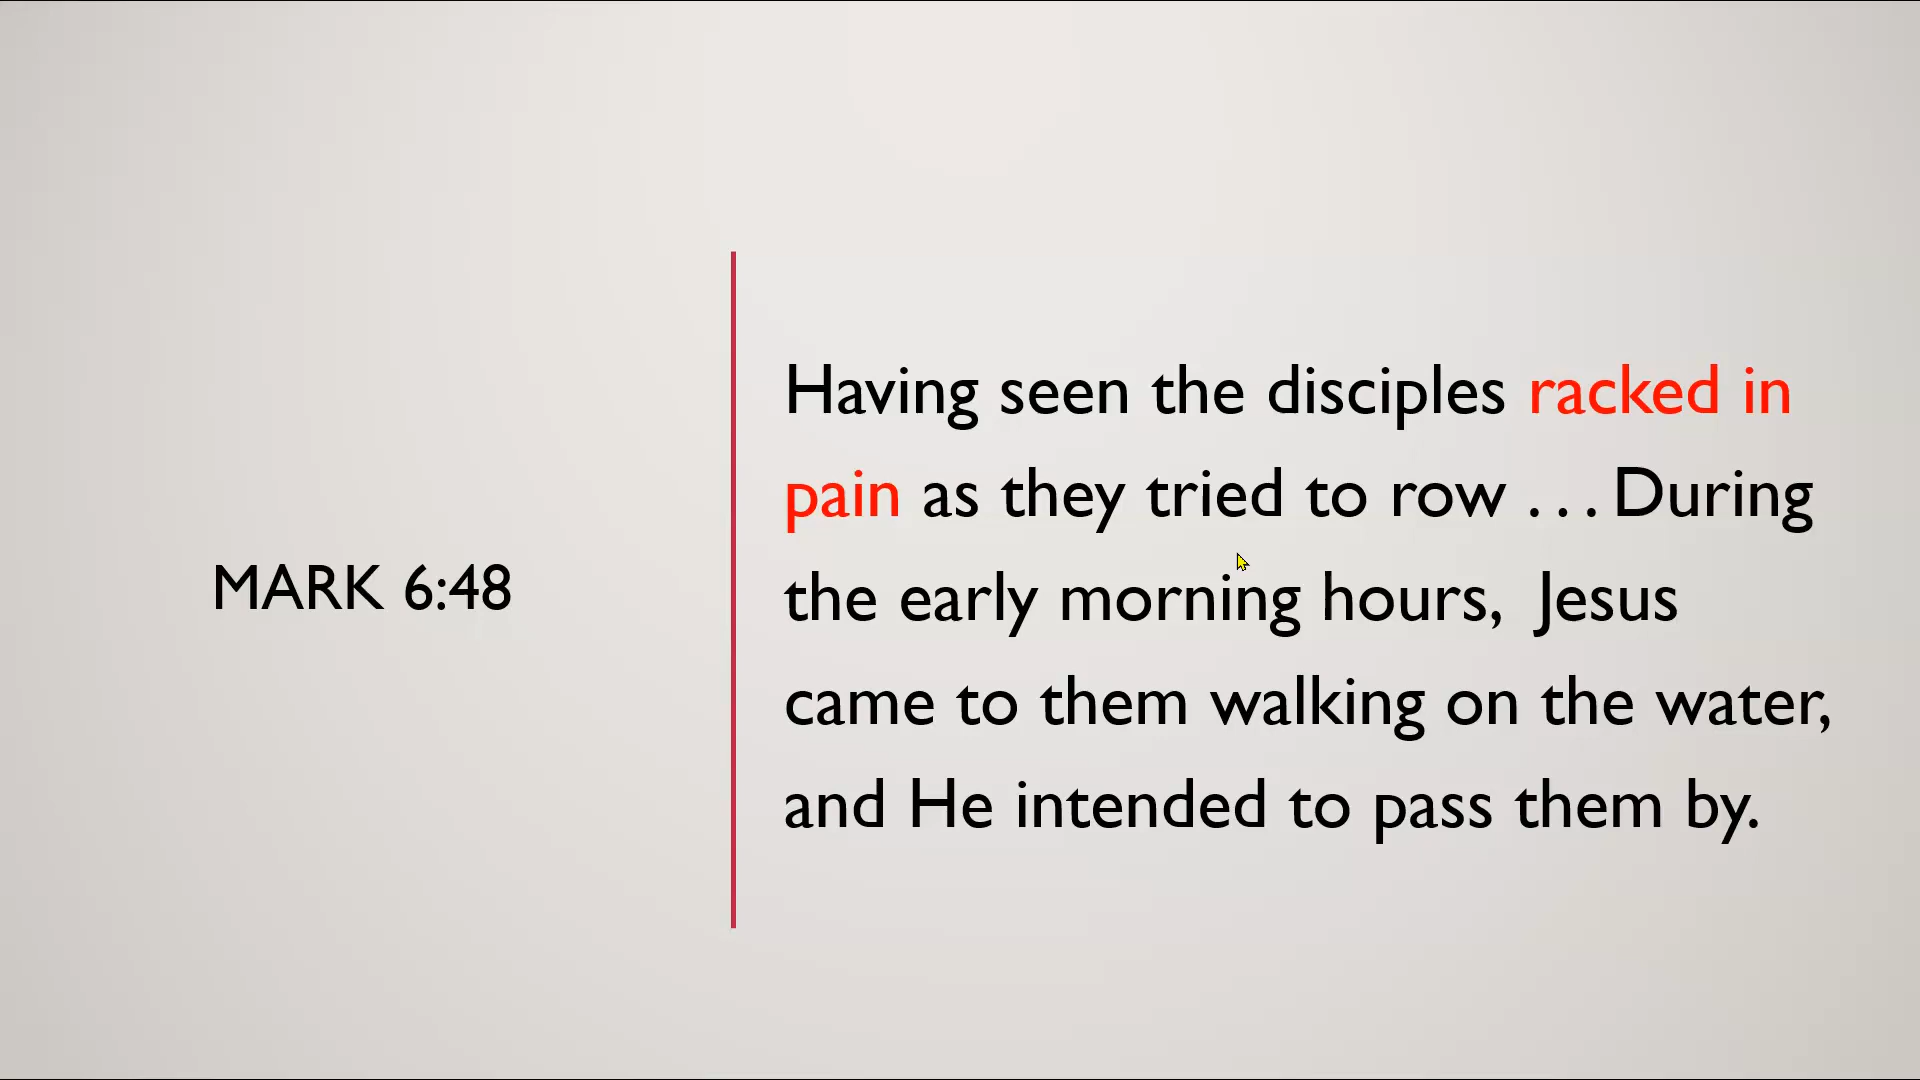 MARK 6:48
Having seen the disciples racked in
pain as they tried to row . . . During
the early morning hours,  Jesus
came to them walking on the water,
and He intended to pass them by.